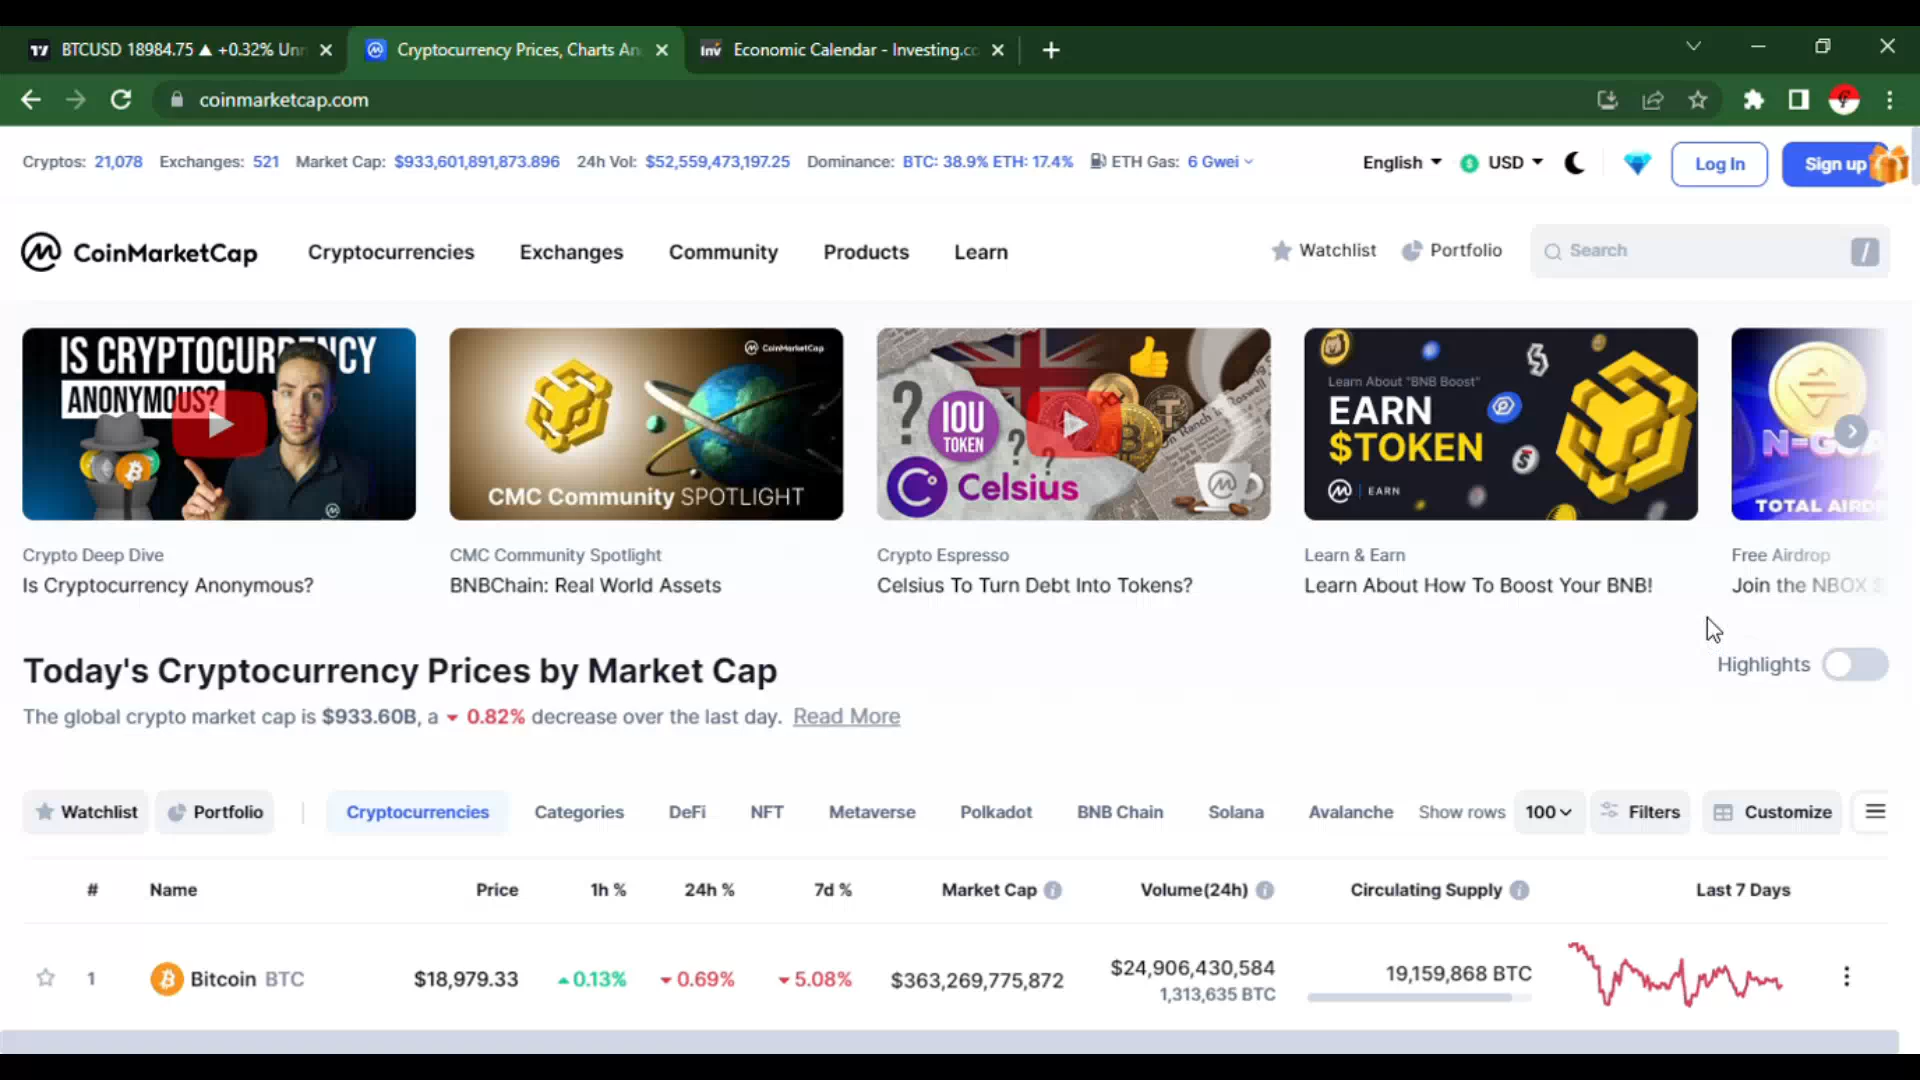 BTCUSD 18984.75 ▲ +0.32% Unn
Cryptocurrency Prices, Charts An
Economic Calendar - Investing.co
coinmarketcap.com
Cryptos: 21,078 Exchanges: 521 Market Cap: $933,601,891,873.896 24h Vol: $52,559,473,197.25 Dominance: BTC: 38.9% ETH: 17.4% ETH Gas: 6 Gwei
English USD Log In Sign up
CoinMarketCap Cryptocurrencies Exchanges Community Products Learn Watchlist Portfolio Search /
IS CRYPTOCURRENCY
ANONYMOUS?
CoinMarketCap
CMC Community SPOTLIGHT
IOU
TOKEN
Celsius
Learn About "BNB Boost"
EARN
$TOKEN
EARN
TOTAL AIRD
Crypto Deep Dive
Is Cryptocurrency Anonymous?
CMC Community Spotlight
BNBChain: Real World Assets
Crypto Espresso
Celsius To Turn Debt Into Tokens?
Learn & Earn
Learn About How To Boost Your BNB!
Free Airdrop
Join the NBOX $
Highlights
Today's Cryptocurrency Prices by Market Cap
The global crypto market cap is $933.60B, a 0.82% decrease over the last day. Read More
Watchlist Portfolio Cryptocurrencies Categories DeFi NFT Metaverse Polkadot BNB Chain Solana Avalanche Show rows 100 Filters Customize
# Name Price 1h % 24h % 7d % Market Cap Volume(24h) Circulating Supply Last 7 Days
1 Bitcoin BTC $18,979.33 0.13% 0.69% 5.08% $363,269,775,872 $24,906,430,584 19,159,868 BTC
1,313,635 BTC